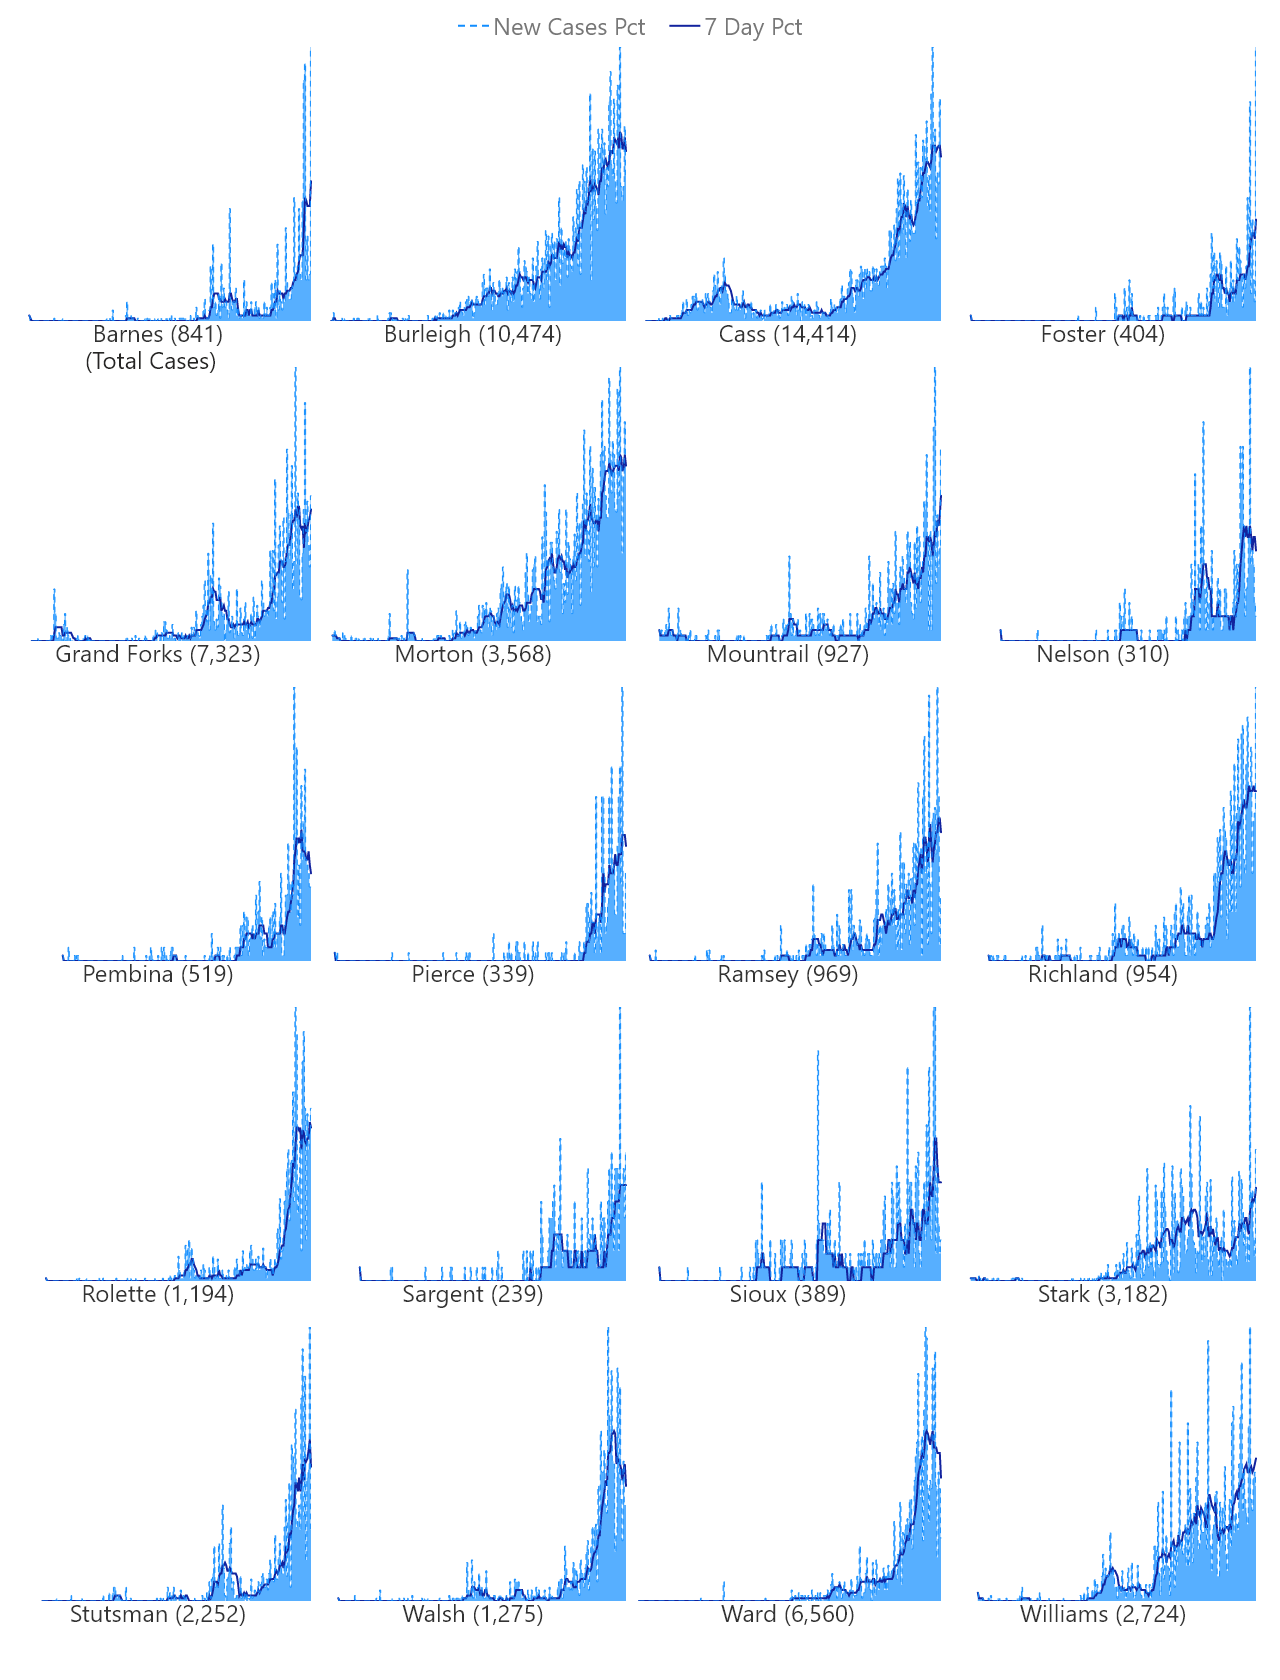 New Cases Pct 7 Day Pct
Barnes (841) Burleigh (10,474) Cass (14,414) Foster (404)
(Total Cases)
Grand Forks (7,323) Morton (3,568) Mountrail (927) Nelson (310)
Pembina (519) Pierce (339) Ramsey (969) Richland (954)
Rolette (1,194) Sargent (239) Sioux (389) Stark (3,182)
Stutsman (2,252) Walsh (1,275) Ward (6,560) Williams (2,724)